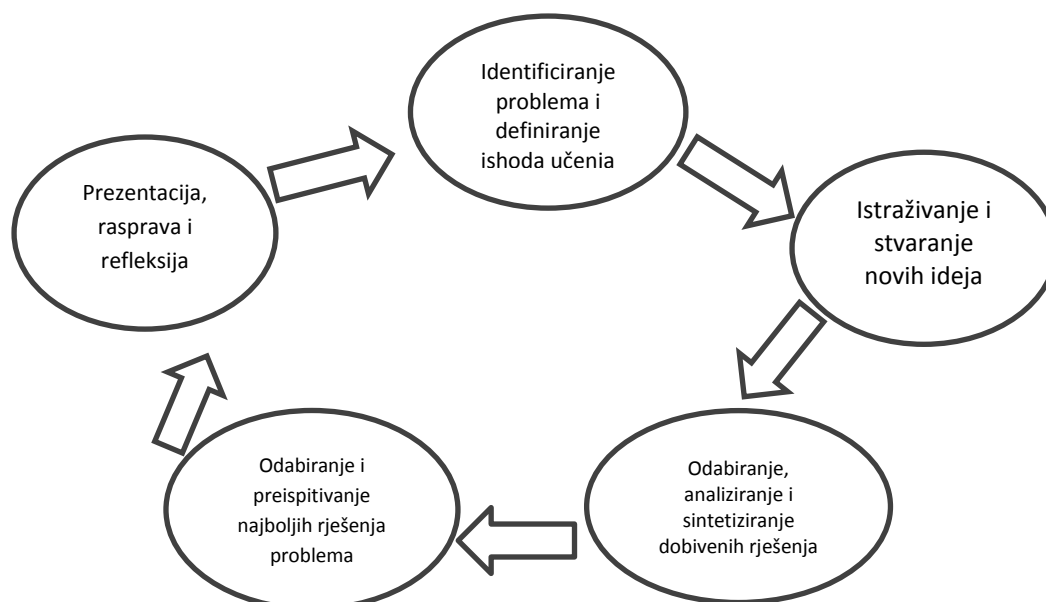 Identificiranje
problema i
definiranje
ishoda učenia
Istraživanje i
stvaranje
novih ideja
Odabiranje,
analiziranje i
sintetiziranje
dobivenih rješenja
Odabiranje i
preispitivanje
najboljih rješenja
problema
Prezentacija,
rasprava i
refleksija